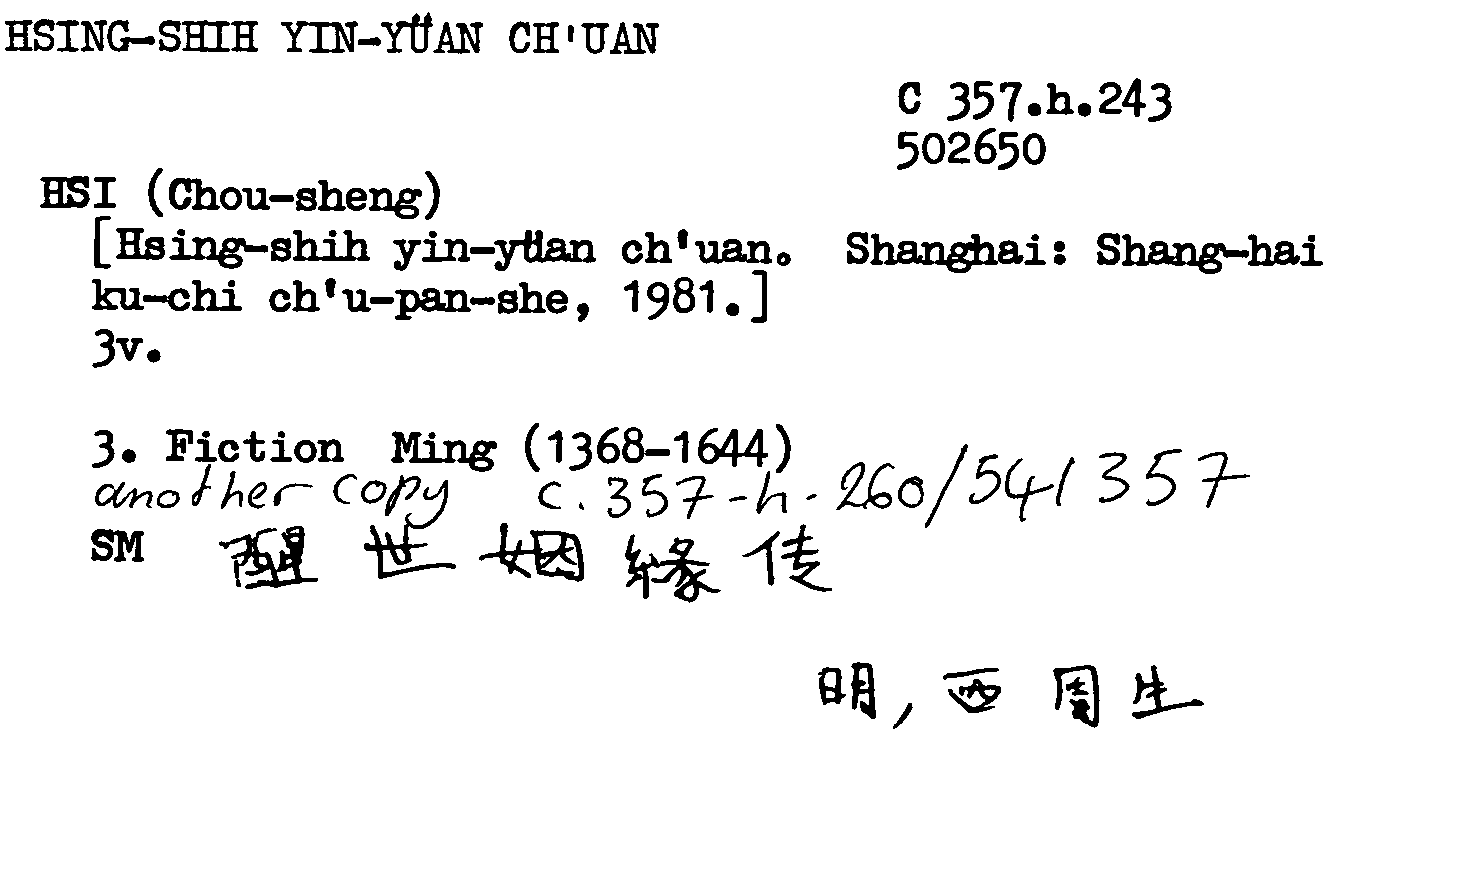 HSING-SHIH YIN-YÜAN CH'UAN
C 357.h.243
502650
HSI (Chou-sheng)
[Hsing-shih yin-yüan ch'uan. Shanghai: Shang-hai
ku-chi ch'u-pan-she, 1981.]
3v.
3. Fiction Ming (1368-1644)
another copy C.357-h-260/541357
SM 醒世姻緣传
明,西周生